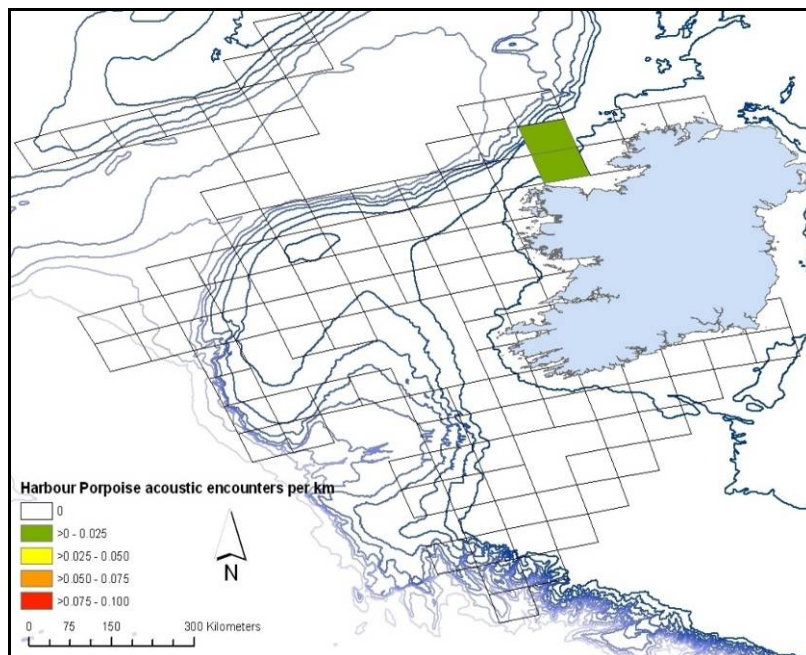 Harbour Porpoise acoustic encounters per km
0
>0 - 0.025
>0.025 - 0.050
>0.050 - 0.075
>0.075 - 0.100
N
0 75 150 300 Kilometers